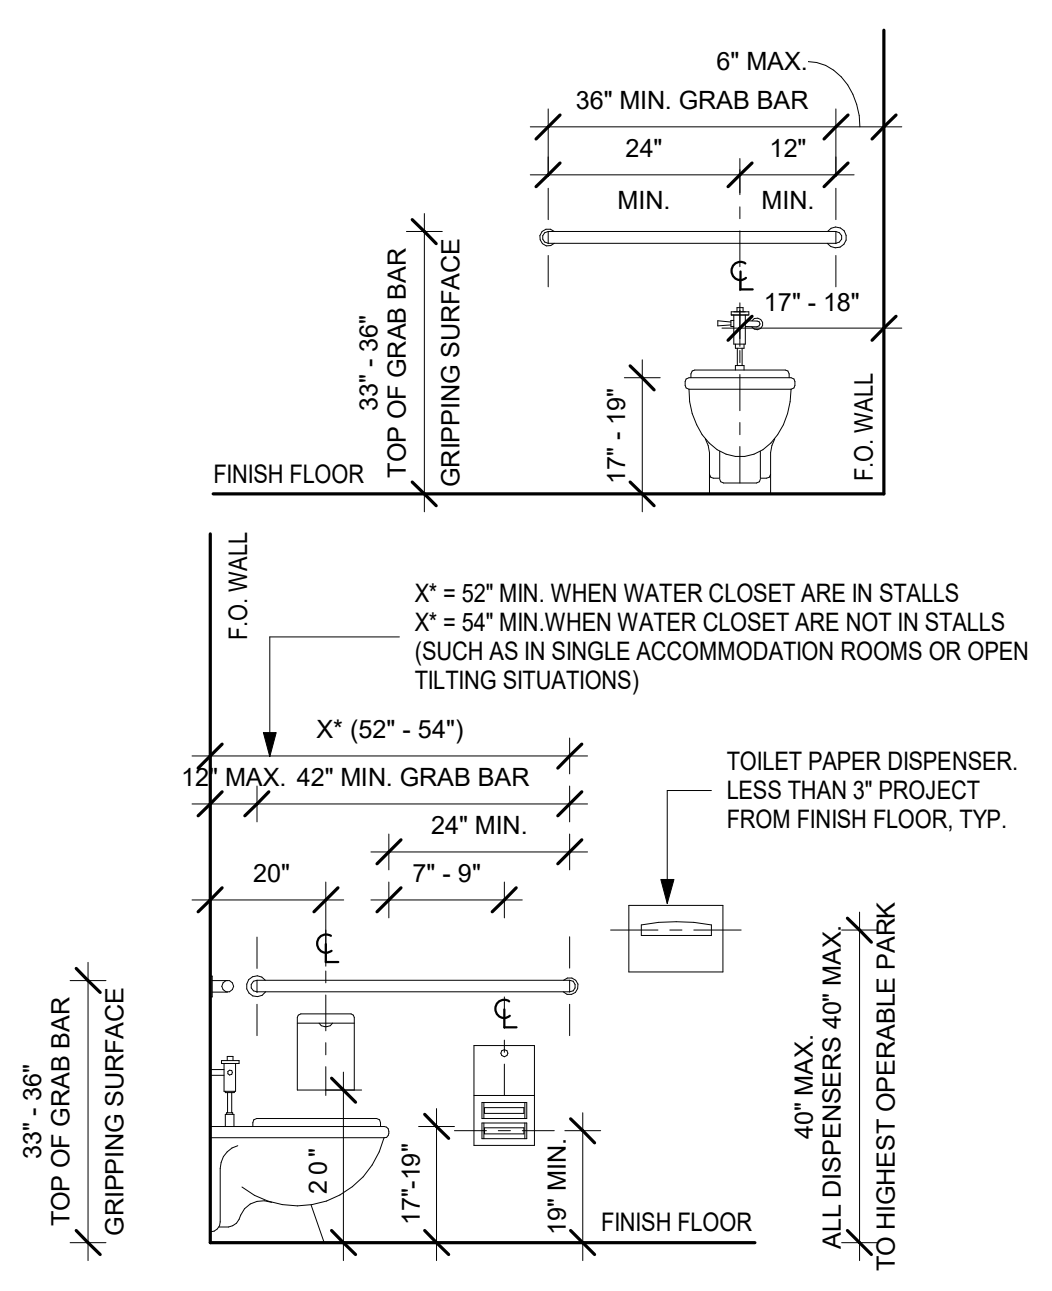 6" MAX.
36" MIN. GRAB BAR
24"
12"
MIN.
MIN.
33" - 36"
TOP OF GRAB BAR
GRIPPING SURFACE
CL
17" - 18"
17" - 19"
F.O. WALL
FINISH FLOOR
F.O. WALL
X* = 52" MIN. WHEN WATER CLOSET ARE IN STALLS
X* = 54" MIN.WHEN WATER CLOSET ARE NOT IN STALLS
(SUCH AS IN SINGLE ACCOMMODATION ROOMS OR OPEN
TILTING SITUATIONS)
X* (52" - 54")
12" MAX. 42" MIN. GRAB BAR
24" MIN.
20"
7" - 9"
TOILET PAPER DISPENSER.
LESS THAN 3" PROJECT
FROM FINISH FLOOR, TYP.
CL
CL
33" - 36"
TOP OF GRAB BAR
GRIPPING SURFACE
20"
17"-19"
19" MIN.
40" MAX.
ALL DISPENSERS 40" MAX.
TO HIGHEST OPERABLE PARK
FINISH FLOOR